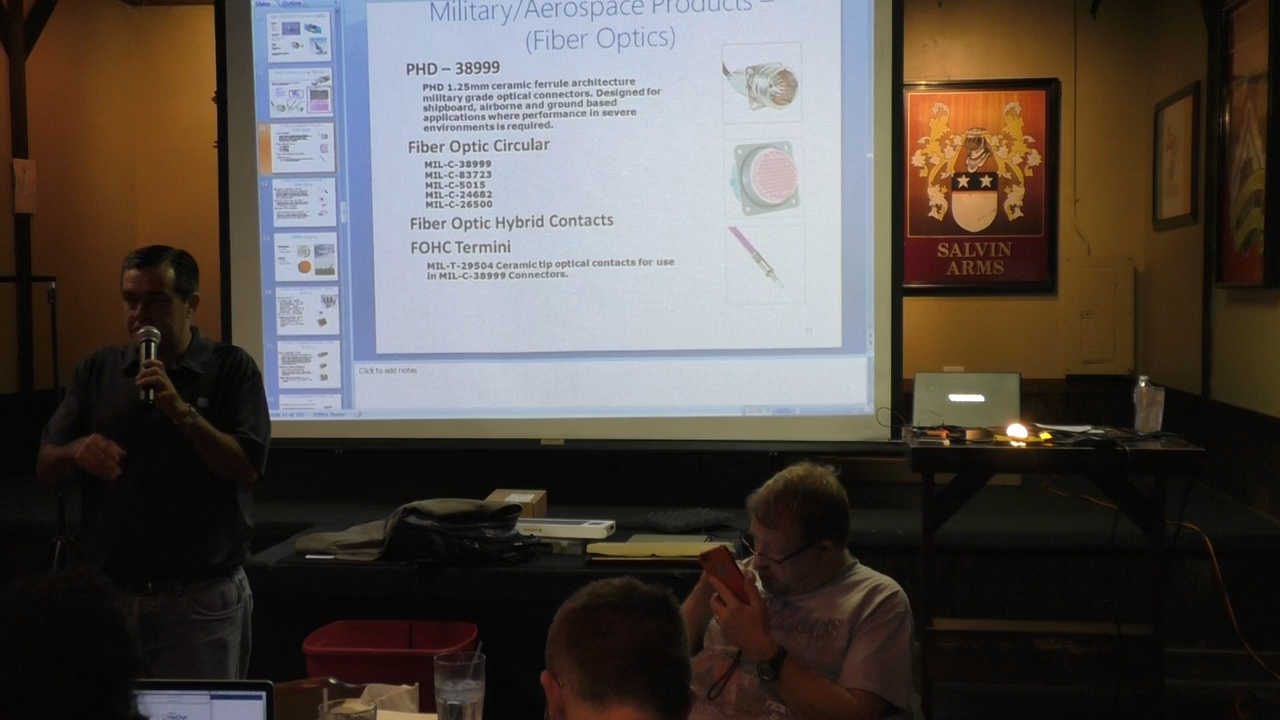 Slides
Outline
Military/Aerospace Products –
(Fiber Optics)
PHD – 38999
PHD 1.25mm ceramic ferrule architecture
military grade optical connectors. Designed for
shipboard, airborne and ground based
applications where performance in severe
environments is required.
Fiber Optic Circular
MIL-C-38999
MIL-C-83723
MIL-C-5015
MIL-C-24682
MIL-C-26500
Fiber Optic Hybrid Contacts
FOHC Termini
MIL-T-29504 Ceramic tip optical contacts for use
in MIL-C-38999 Connectors.
Click to add notes
SALVIN
ARMS